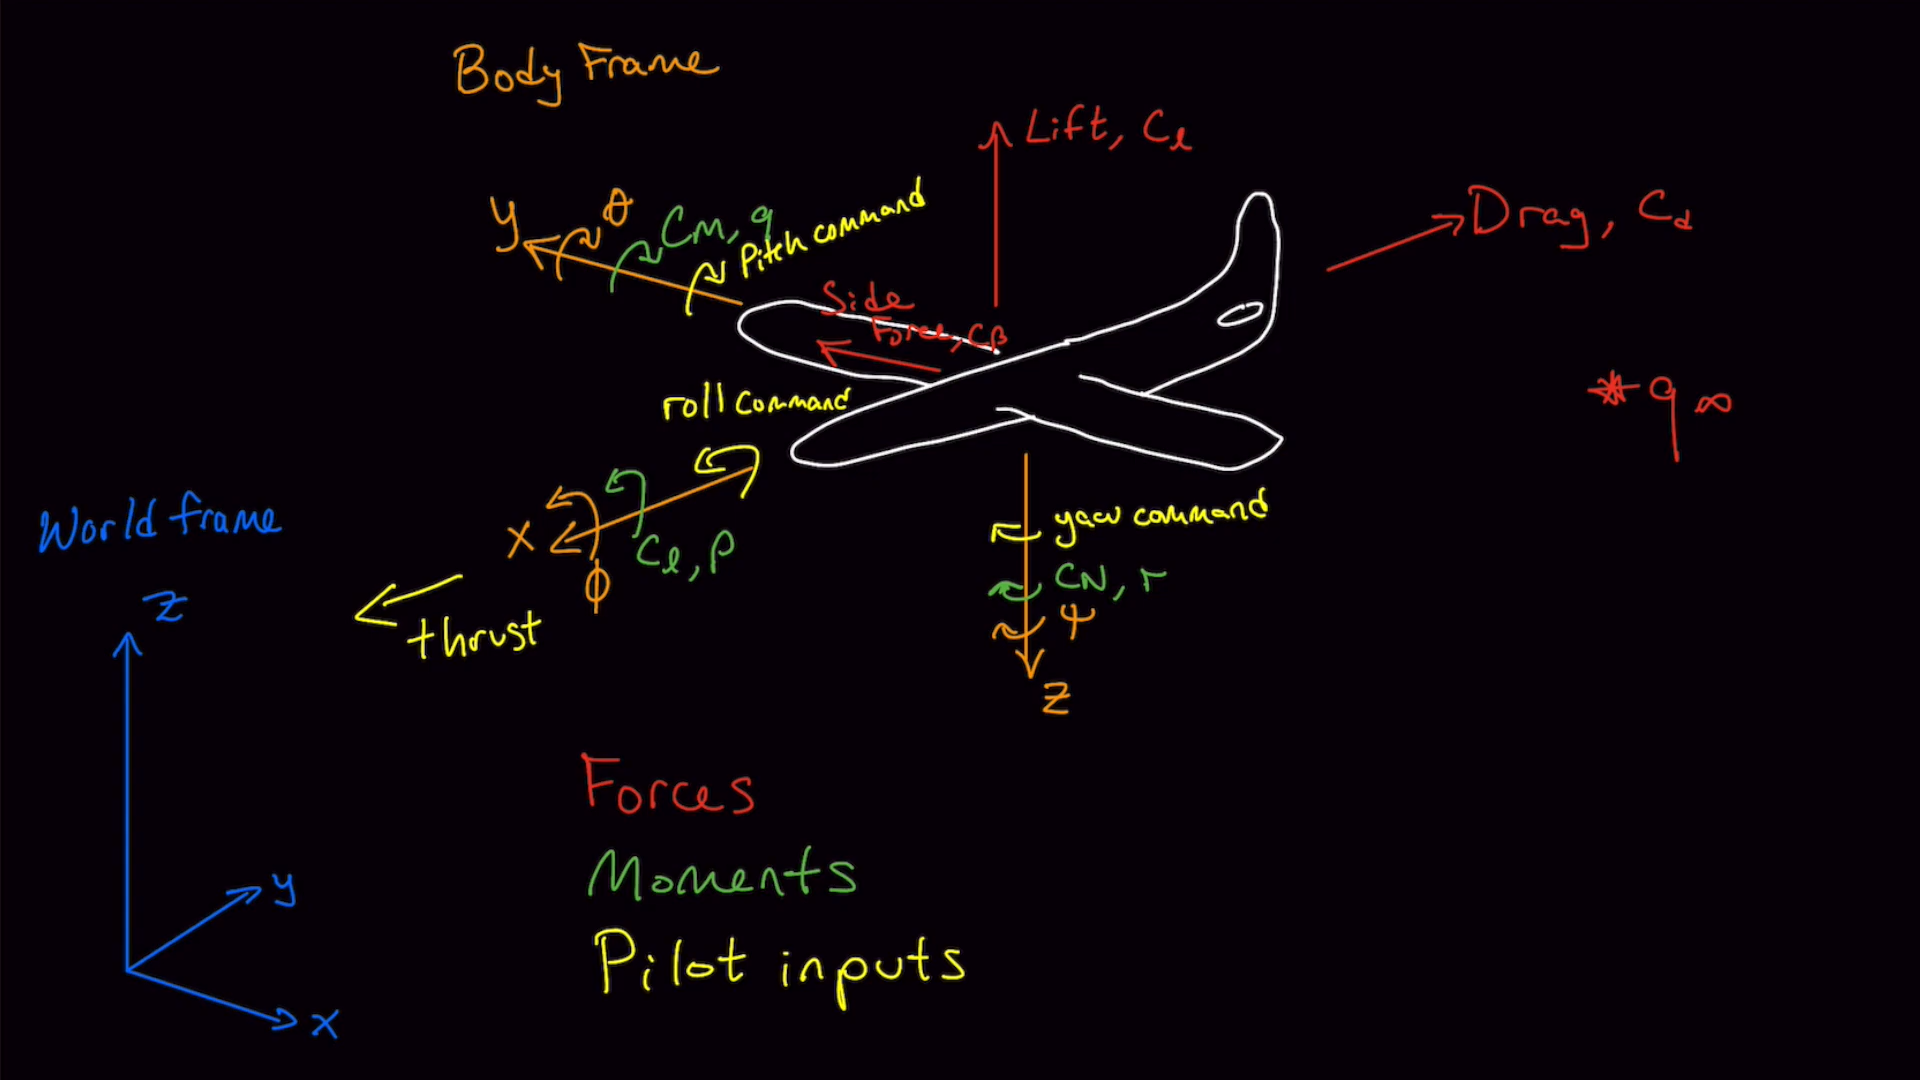 Body Frame
Lift, Cℓ
Drag, Cd
y
θ
CM, q
Pitch command
Side
Force, Cβ
* q∞
roll command
X
Cℓ, P
ϕ
World frame
thrust
yaw command
CN, r
ψ
Z
Z
y
x
Forces
Moments
Pilot inputs